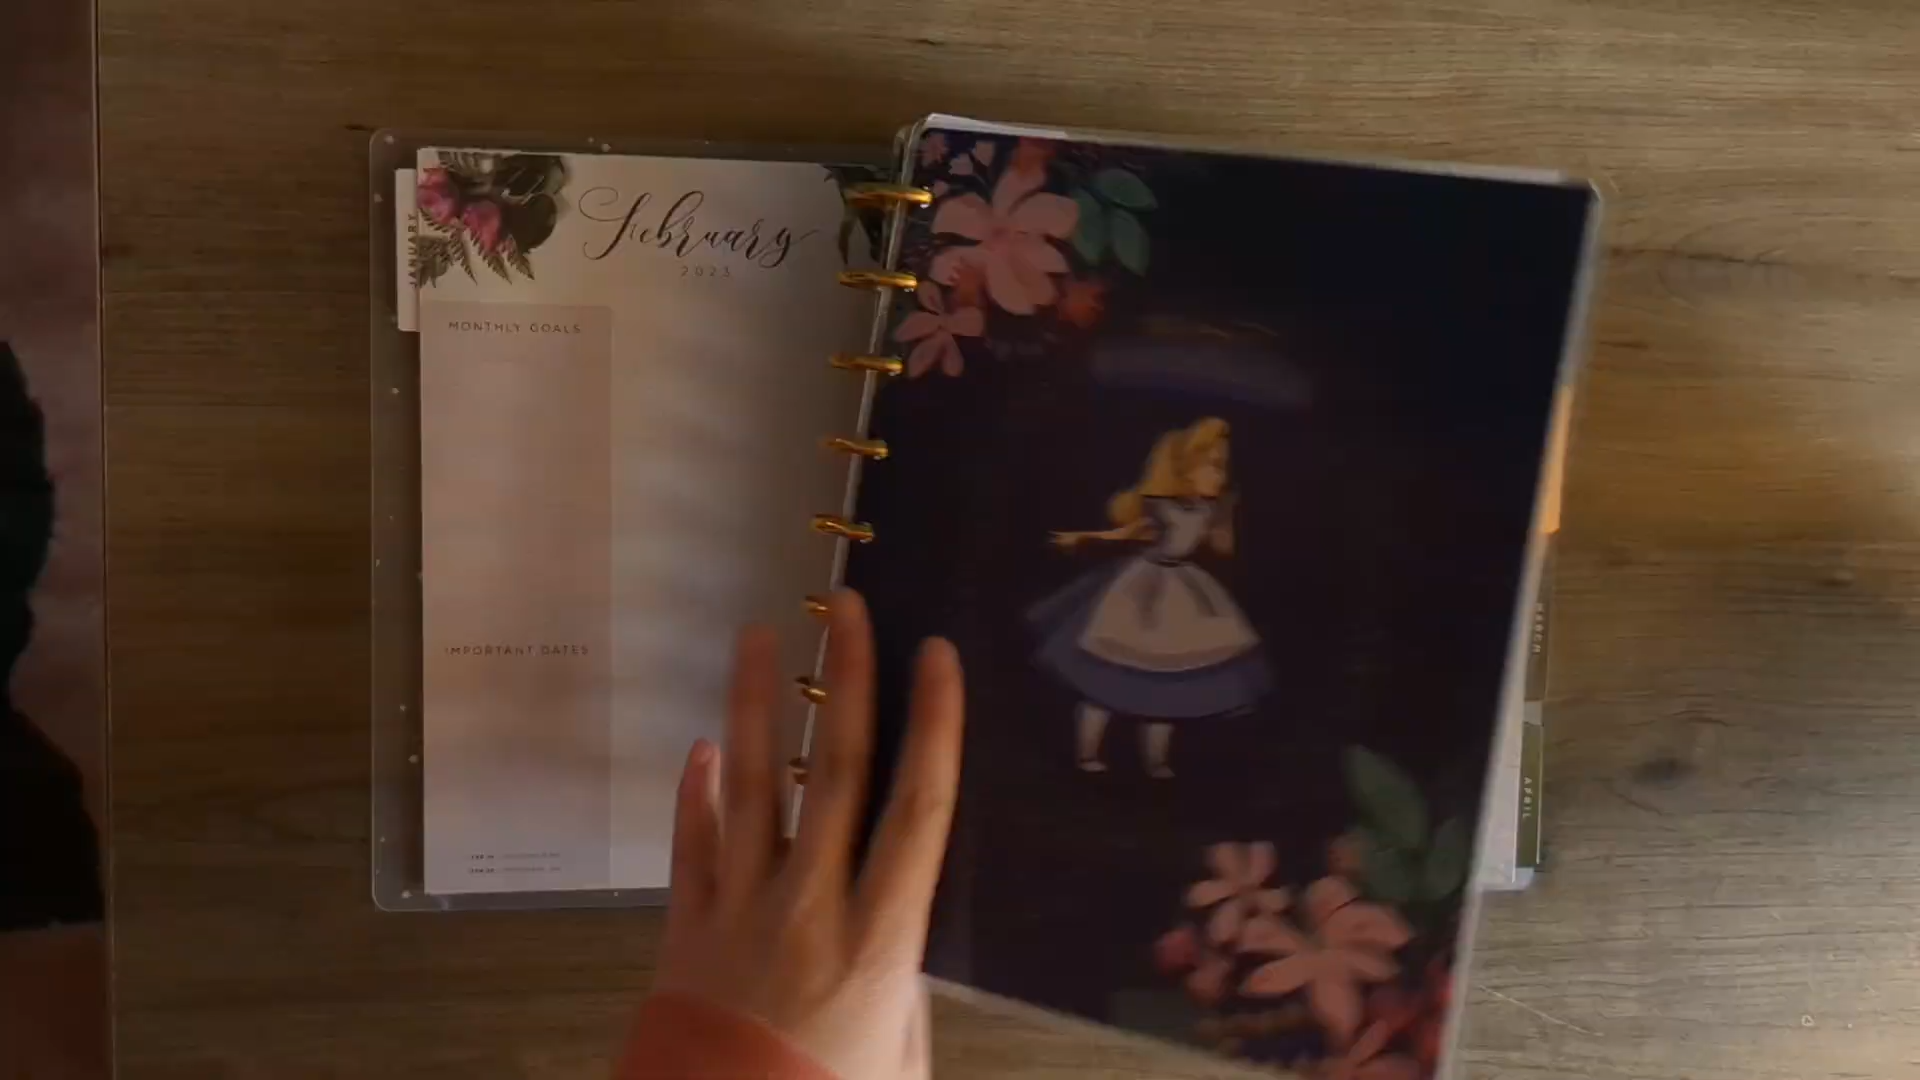 JANUARY
February
2023
MONTHLY GOALS
IMPORTANT DATES
MARCH
APRIL